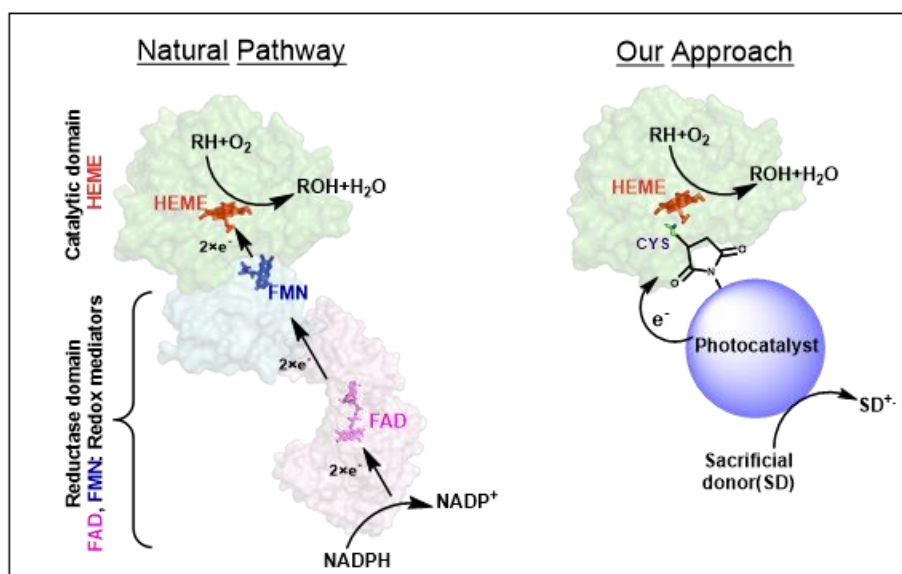 Natural Pathway
Catalytic domain
HEME
RH+O₂
ROH+H₂O
HEME
2×e⁻
FMN
Reductase domain
FAD, FMN: Redox mediators
2×e⁻
FAD
2×e⁻
NADP⁺
NADPH
Our Approach
RH+O₂
HEME
ROH+H₂O
CYS
O
O
N
e⁻
Photocatalyst
SD⁺·
Sacrificial
donor(SD)